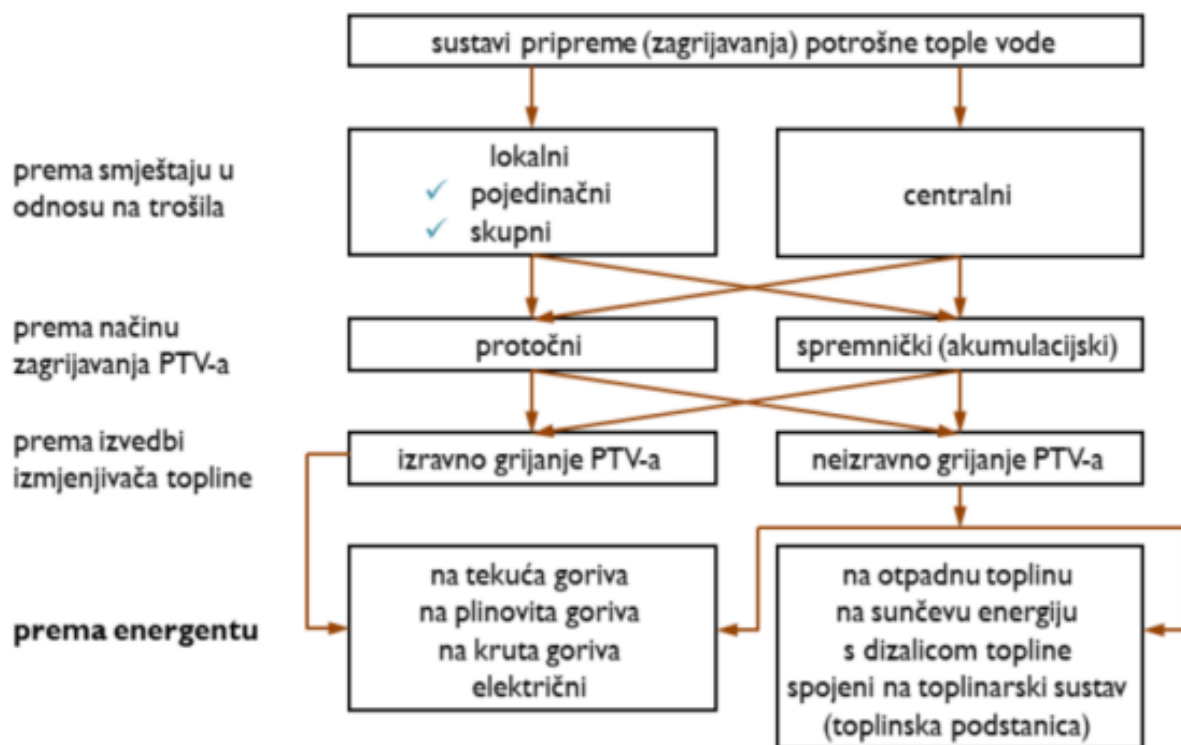 sustavi pripreme (zagrijavanja) potrošne tople vode
prema smještaju u
odnosu na trošila
lokalni
✓ pojedinačni
✓ skupni
centralni
prema načinu
zagrijavanja PTV-a
protočni
spremnički (akumulacijski)
prema izvedbi
izmjenjivača topline
izravno grijanje PTV-a
neizravno grijanje PTV-a
prema energentu
na tekuća goriva
na plinovita goriva
na kruta goriva
električni
na otpadnu toplinu
na sunčevu energiju
s dizalicom topline
spojeni na toplinarski sustav
(toplinska podstanica)